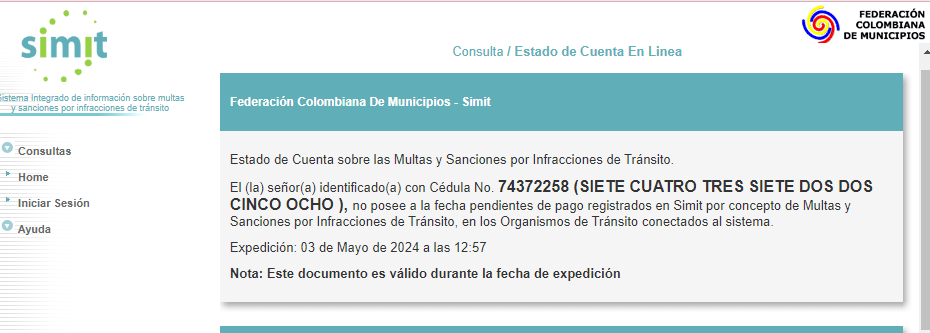 simit
FEDERACIÓN
COLOMBIANA
DE MUNICIPIOS
Consulta / Estado de Cuenta En Linea
Sistema Integrado de información sobre multas
y sanciones por infracciones de tránsito
Federación Colombiana De Municipios - Simit
Consultas
Home
Iniciar Sesión
Ayuda
Estado de Cuenta sobre las Multas y Sanciones por Infracciones de Tránsito.
El (la) señor(a) identificado(a) con Cédula No. 74372258 (SIETE CUATRO TRES SIETE DOS DOS
CINCO OCHO ), no posee a la fecha pendientes de pago registrados en Simit por concepto de Multas y
Sanciones por Infracciones de Tránsito, en los Organismos de Tránsito conectados al sistema.
Expedición: 03 de Mayo de 2024 a las 12:57
Nota: Este documento es válido durante la fecha de expedición